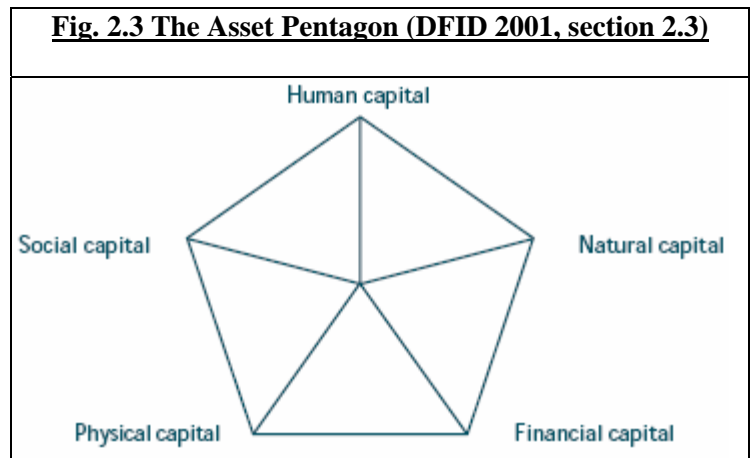 Fig. 2.3 The Asset Pentagon (DFID 2001, section 2.3)
Human capital
Social capital
Natural capital
Physical capital
Financial capital